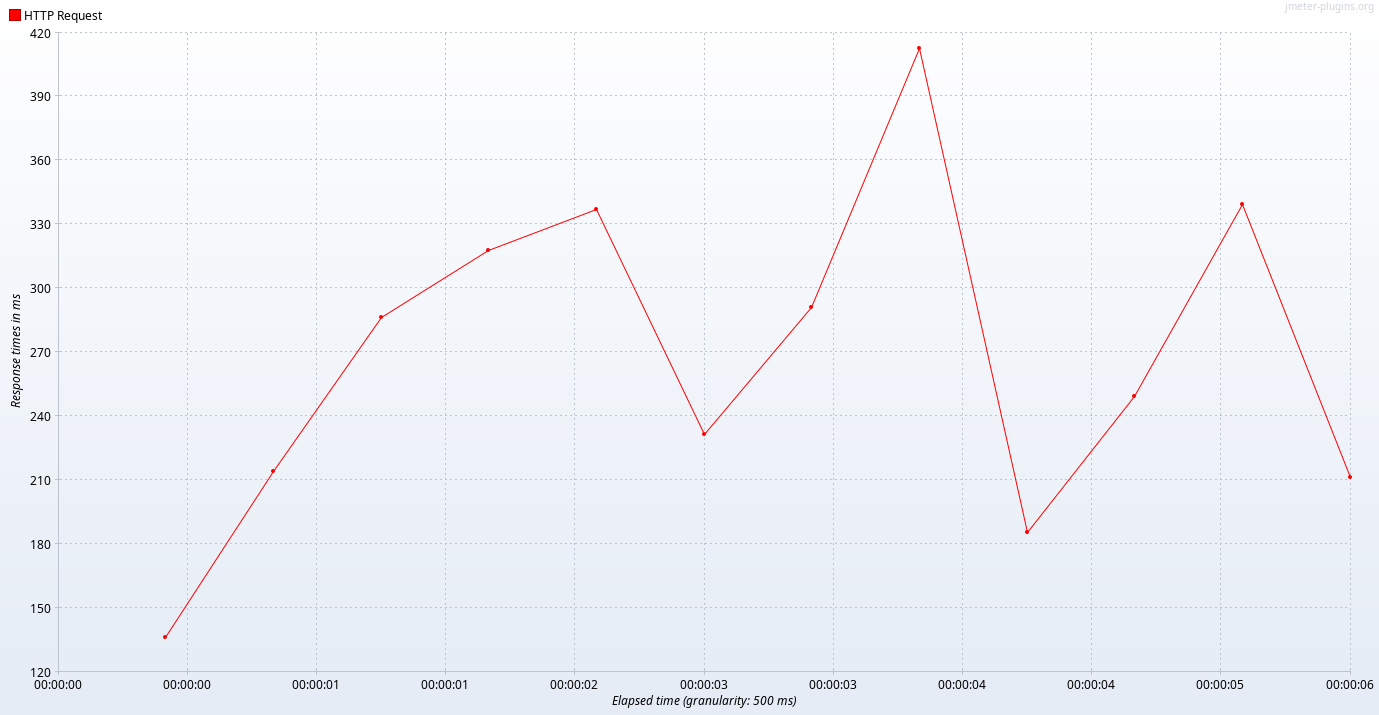 jmeter-plugins.org
HTTP Request
420
390
360
330
300
270
240
210
180
150
120
Response times in ms
00:00:00 00:00:00 00:00:01 00:00:01 00:00:02 00:00:03 00:00:03 00:00:04 00:00:04 00:00:05 00:00:06
Elapsed time (granularity: 500 ms)